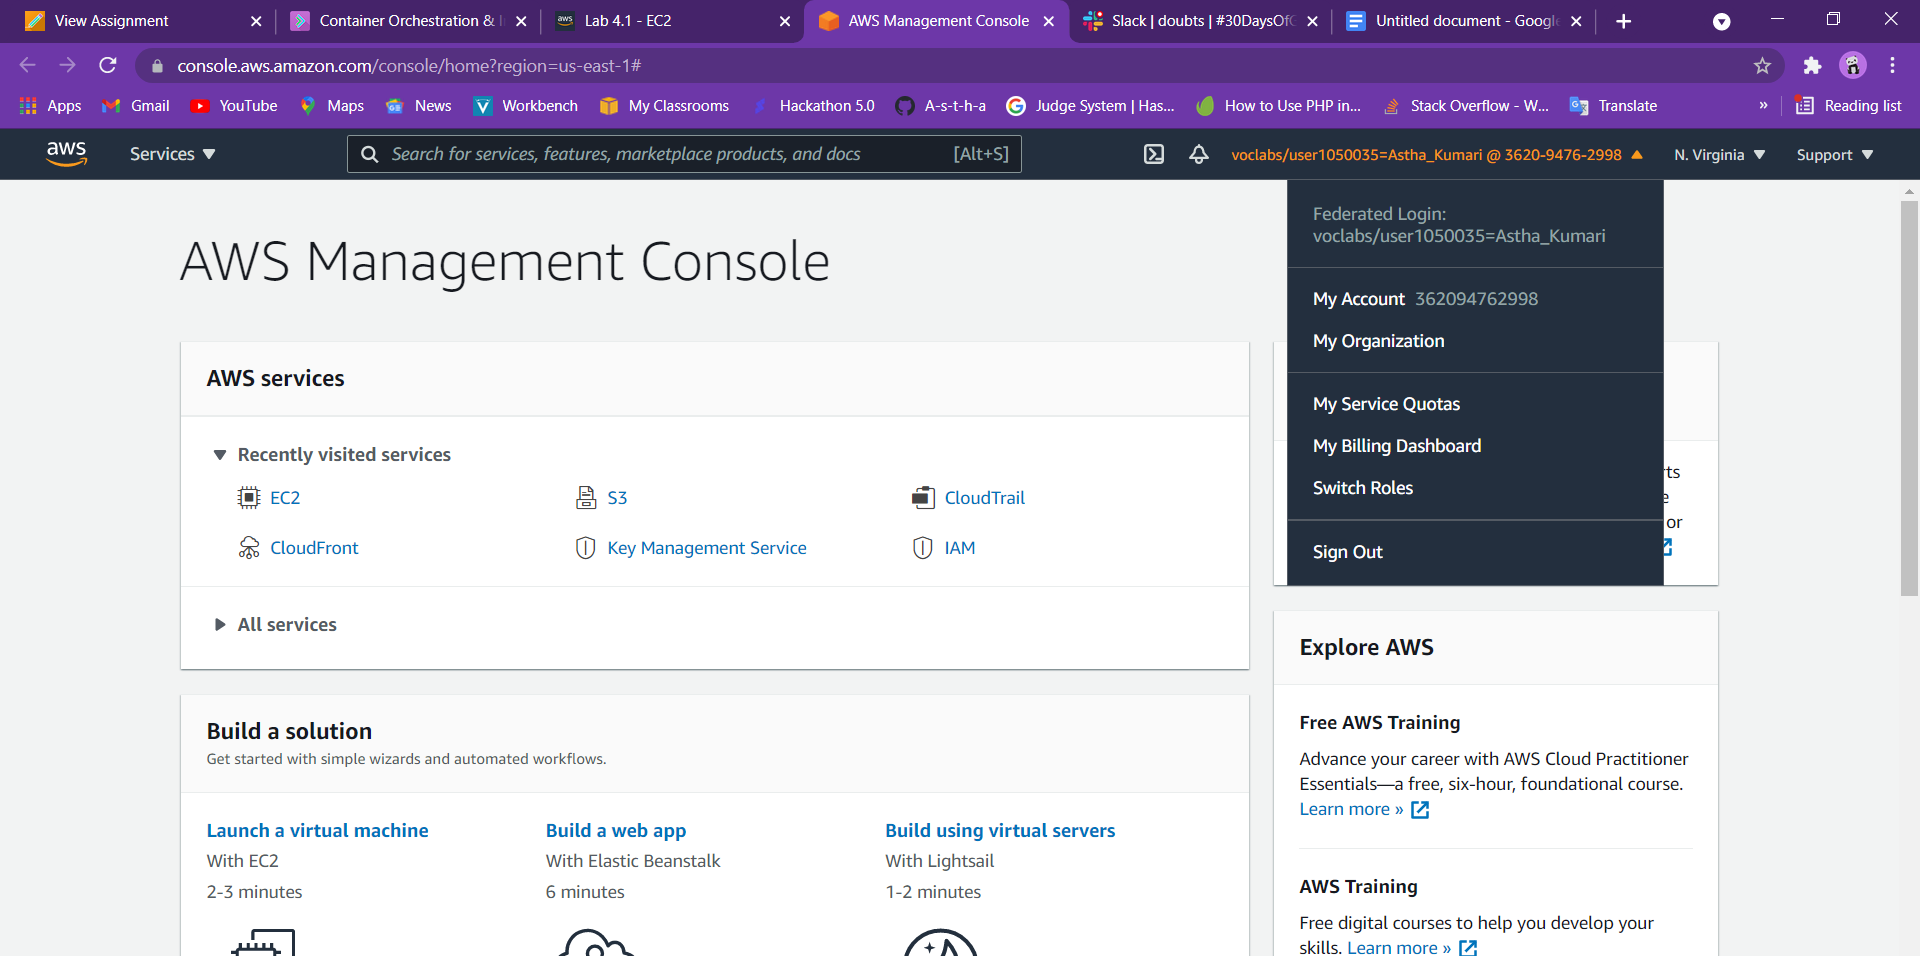 View Assignment
Container Orchestration & I
Lab 4.1 - EC2
AWS Management Console
Slack | doubts | #30DaysOf
Untitled document - Google
console.aws.amazon.com/console/home?region=us-east-1#
Apps
Gmail
YouTube
Maps
News
Workbench
My Classrooms
Hackathon 5.0
A-s-t-h-a
Judge System | Has...
How to Use PHP in...
Stack Overflow - W...
Translate
»
Reading list
aws
Services
Search for services, features, marketplace products, and docs
[Alt+S]
voclabs/user1050035=Astha_Kumari @ 3620-9476-2998
N. Virginia
Support
Federated Login:
voclabs/user1050035=Astha_Kumari
My Account 362094762998
My Organization
My Service Quotas
My Billing Dashboard
Switch Roles
Sign Out
AWS Management Console
AWS services
Recently visited services
EC2
S3
CloudTrail
CloudFront
Key Management Service
IAM
All services
Build a solution
Get started with simple wizards and automated workflows.
Launch a virtual machine
With EC2
2-3 minutes
Build a web app
With Elastic Beanstalk
6 minutes
Build using virtual servers
With Lightsail
1-2 minutes
rts
e
or
Explore AWS
Free AWS Training
Advance your career with AWS Cloud Practitioner
Essentials—a free, six-hour, foundational course.
Learn more »
AWS Training
Free digital courses to help you develop your
skills. Learn more »